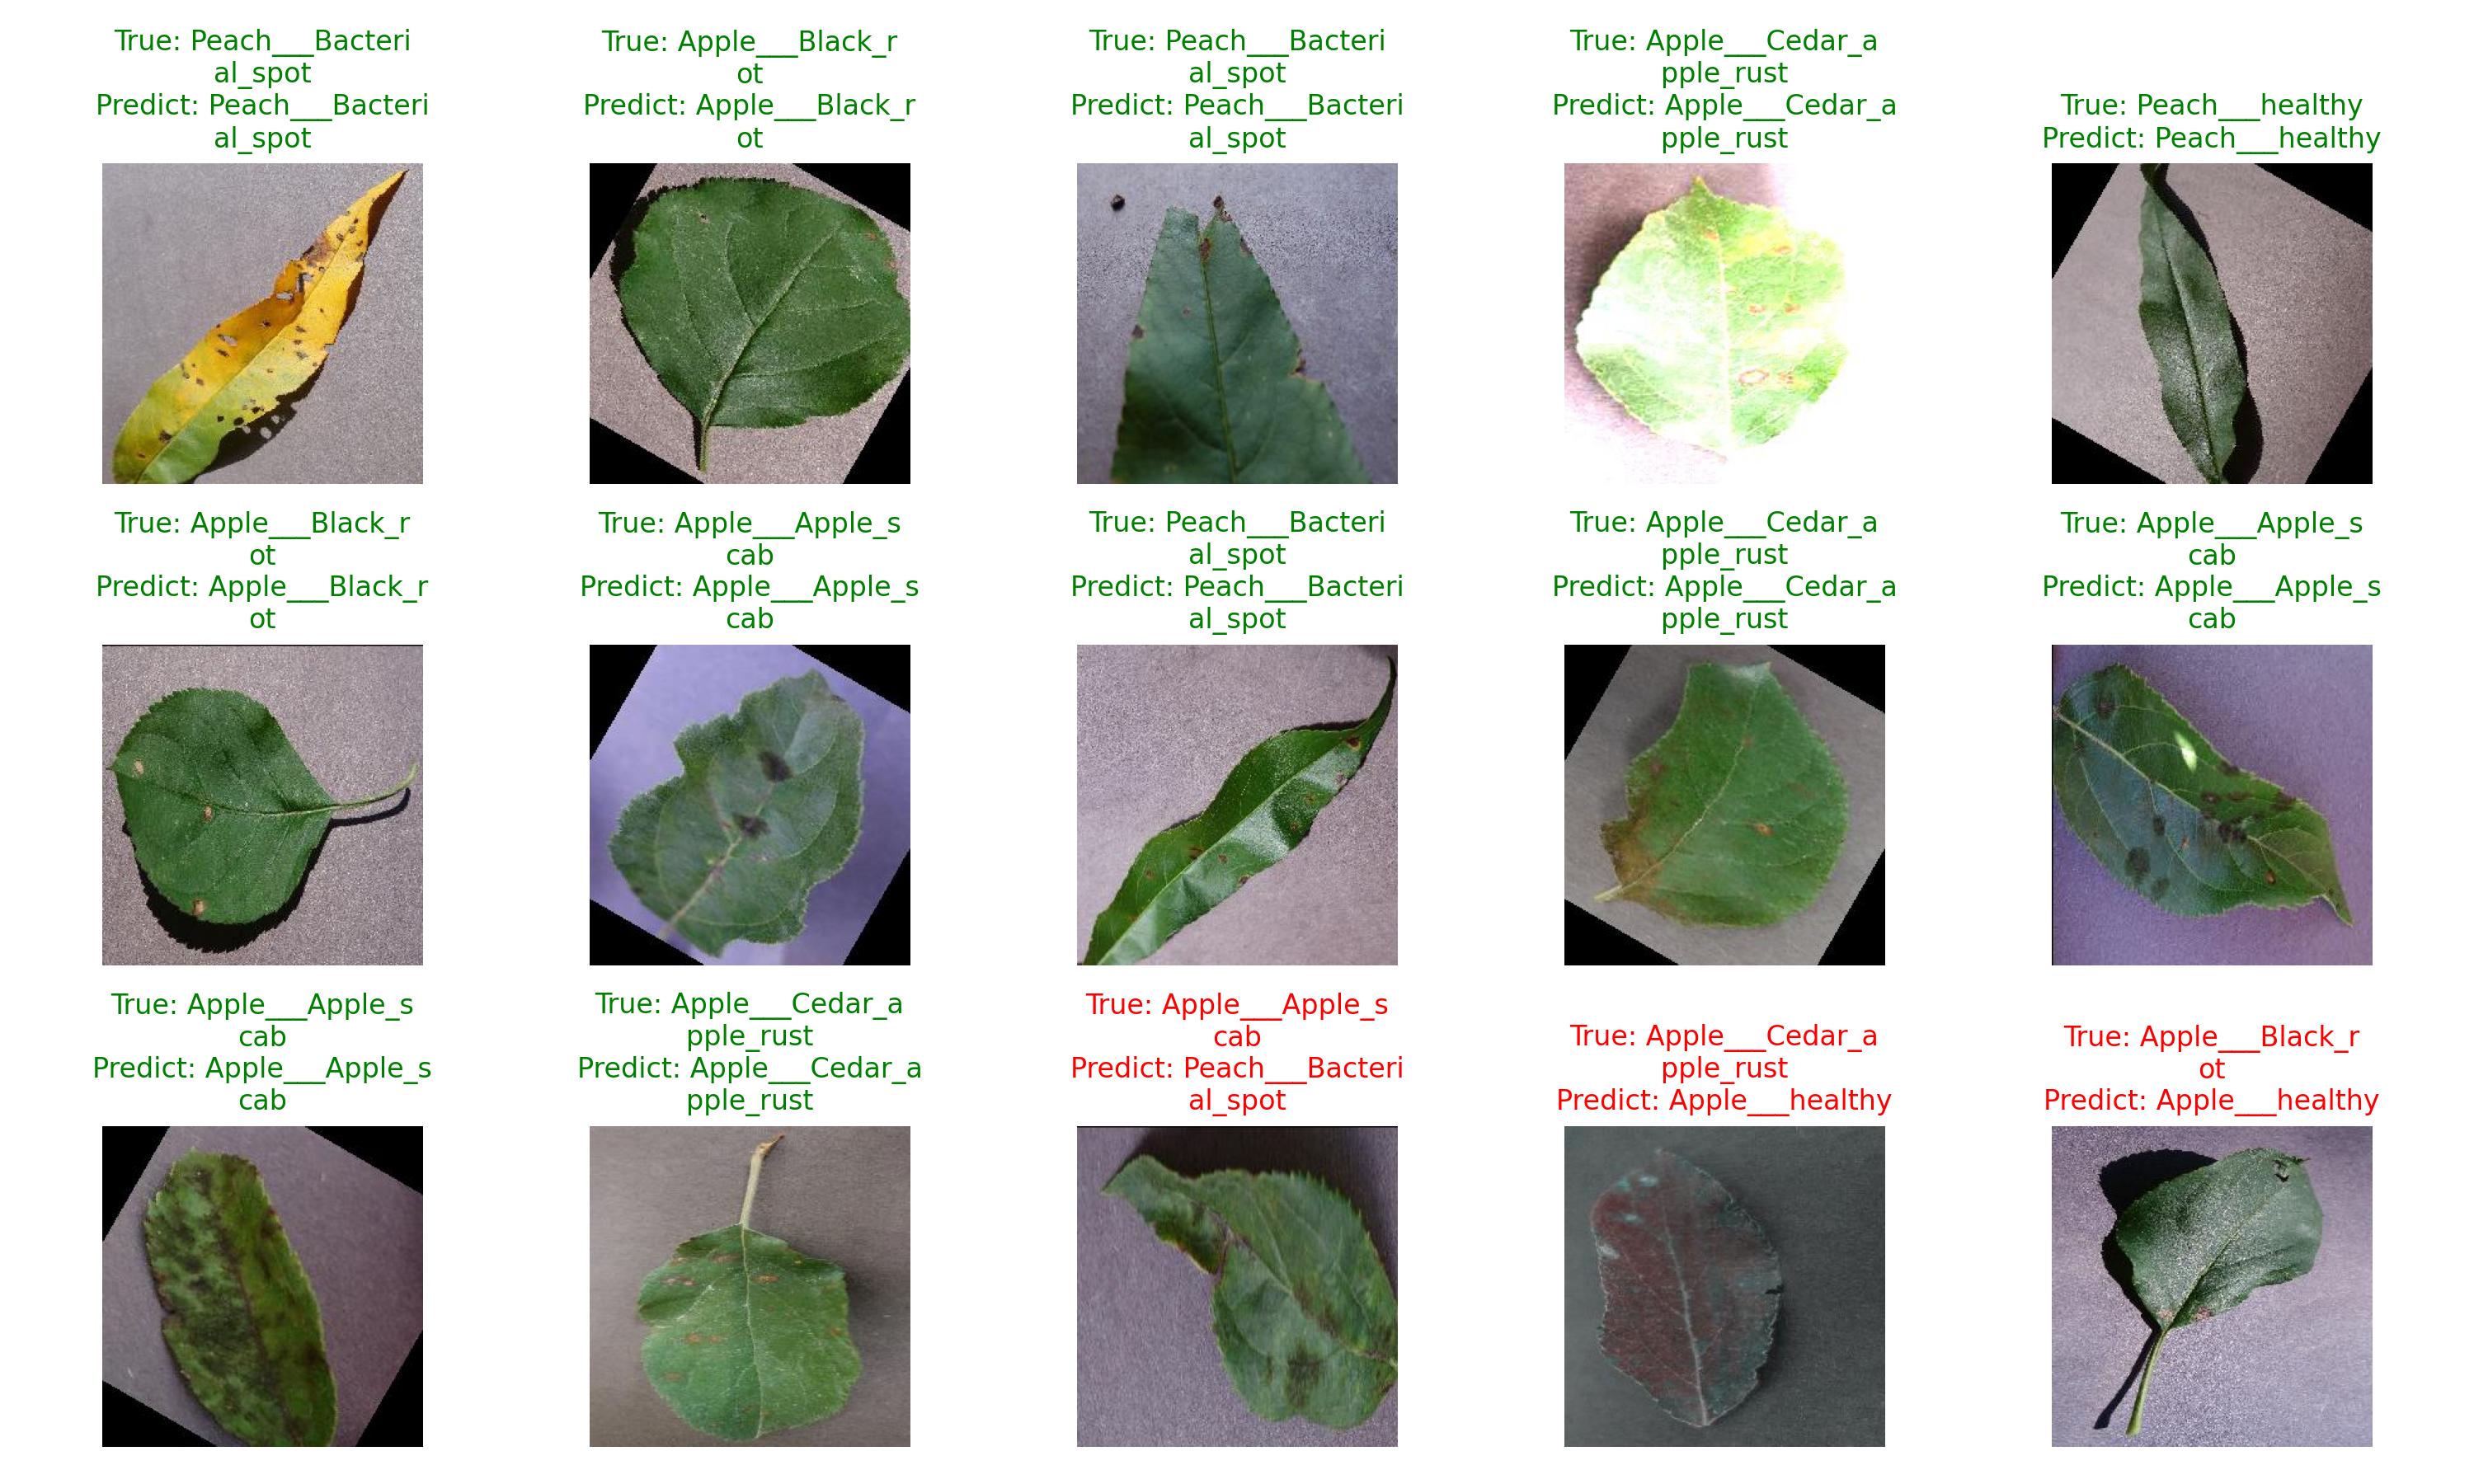 True: Peach___Bacteri
al_spot
Predict: Peach___Bacteri
al_spot
True: Apple___Black_r
ot
Predict: Apple___Black_r
ot
True: Peach___Bacteri
al_spot
Predict: Peach___Bacteri
al_spot
True: Apple___Cedar_a
pple_rust
Predict: Apple___Cedar_a
pple_rust
True: Peach___healthy
Predict: Peach___healthy
True: Apple___Black_r
ot
Predict: Apple___Black_r
ot
True: Apple___Apple_s
cab
Predict: Apple___Apple_s
cab
True: Peach___Bacteri
al_spot
Predict: Peach___Bacteri
al_spot
True: Apple___Cedar_a
pple_rust
Predict: Apple___Cedar_a
pple_rust
True: Apple___Apple_s
cab
Predict: Apple___Apple_s
cab
True: Apple___Apple_s
cab
Predict: Apple___Apple_s
cab
True: Apple___Cedar_a
pple_rust
Predict: Apple___Cedar_a
pple_rust
True: Apple___Apple_s
cab
Predict: Peach___Bacteri
al_spot
True: Apple___Cedar_a
pple_rust
Predict: Apple___healthy
True: Apple___Black_r
ot
Predict: Apple___healthy